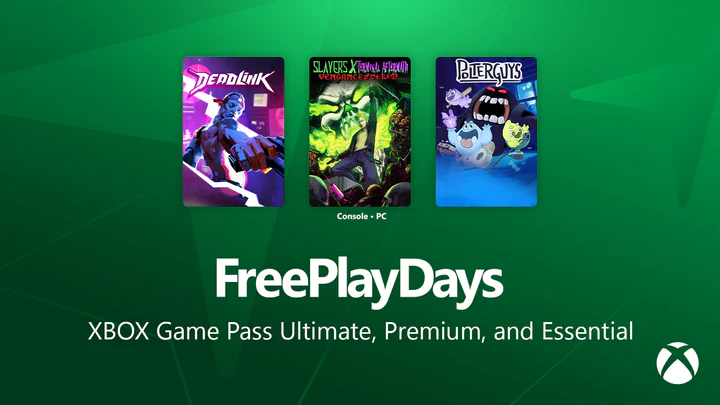 DEADLINK
SLAYERS X: TERMINAL AFTERMATH
VENGANCE OF THE SLAYER
POLTERGUYS
Console • PC
FreePlayDays
XBOX Game Pass Ultimate, Premium, and Essential